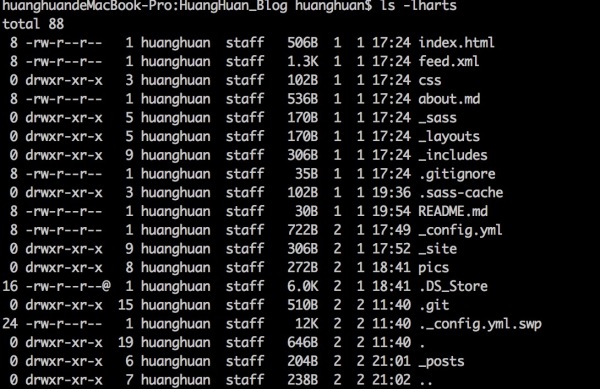 huanghuandeMacBook-Pro:HuangHuan_Blog huanghuan$ ls -lharts
total 88
 8 -rw-r--r--   1 huanghuan  staff   506B  1  1 17:24 index.html
 8 -rw-r--r--   1 huanghuan  staff   1.3K  1  1 17:24 feed.xml
 0 drwxr-xr-x   3 huanghuan  staff   102B  1  1 17:24 css
 8 -rw-r--r--   1 huanghuan  staff   536B  1  1 17:24 about.md
 0 drwxr-xr-x   5 huanghuan  staff   170B  1  1 17:24 _sass
 0 drwxr-xr-x   5 huanghuan  staff   170B  1  1 17:24 _layouts
 0 drwxr-xr-x   9 huanghuan  staff   306B  1  1 17:24 _includes
 8 -rw-r--r--   1 huanghuan  staff    35B  1  1 17:24 .gitignore
 0 drwxr-xr-x   3 huanghuan  staff   102B  1  1 19:36 .sass-cache
 8 -rw-r--r--   1 huanghuan  staff    30B  1  1 19:54 README.md
 8 -rw-r--r--   1 huanghuan  staff   722B  2  1 17:49 _config.yml
 0 drwxr-xr-x   9 huanghuan  staff   306B  2  1 17:52 _site
 0 drwxr-xr-x   8 huanghuan  staff   272B  2  1 18:41 pics
16 -rw-r--r--@  1 huanghuan  staff   6.0K  2  1 18:41 .DS_Store
 0 drwxr-xr-x  15 huanghuan  staff   510B  2  2 11:40 .git
24 -rw-r--r--   1 huanghuan  staff    12K  2  2 11:40 ._config.yml.swp
 0 drwxr-xr-x  19 huanghuan  staff   646B  2  2 11:40 .
 0 drwxr-xr-x   6 huanghuan  staff   204B  2  2 21:01 _posts
 0 drwxr-xr-x   7 huanghuan  staff   238B  2  2 21:02 ..